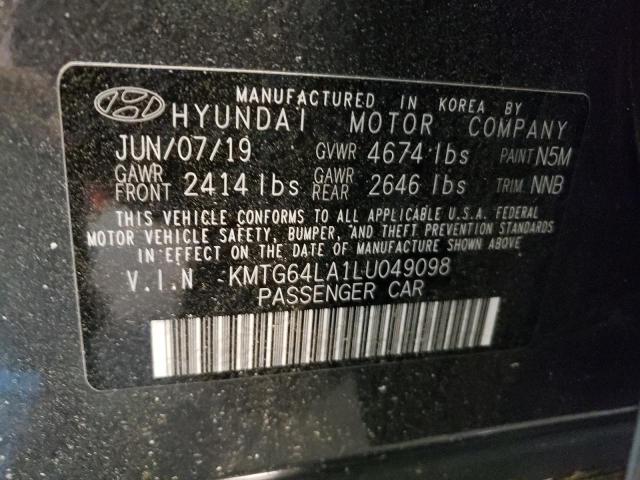 MANUFACTURED IN KOREA BY
HYUNDAI MOTOR COMPANY
JUN/07/19 GVWR 4674 lbs PAINT N5M
GAWR FRONT 2414 lbs GAWR REAR 2646 lbs TRIM NNB
THIS VEHICLE CONFORMS TO ALL APPLICABLE U.S.A. FEDERAL
MOTOR VEHICLE SAFETY, BUMPER, AND THEFT PREVENTION STANDARDS
IN EFFECT ON THE DATE OF MANUFACTURE SHOWN ABOVE.
V.I.N KMTG64LA1LU049098
PASSENGER CAR